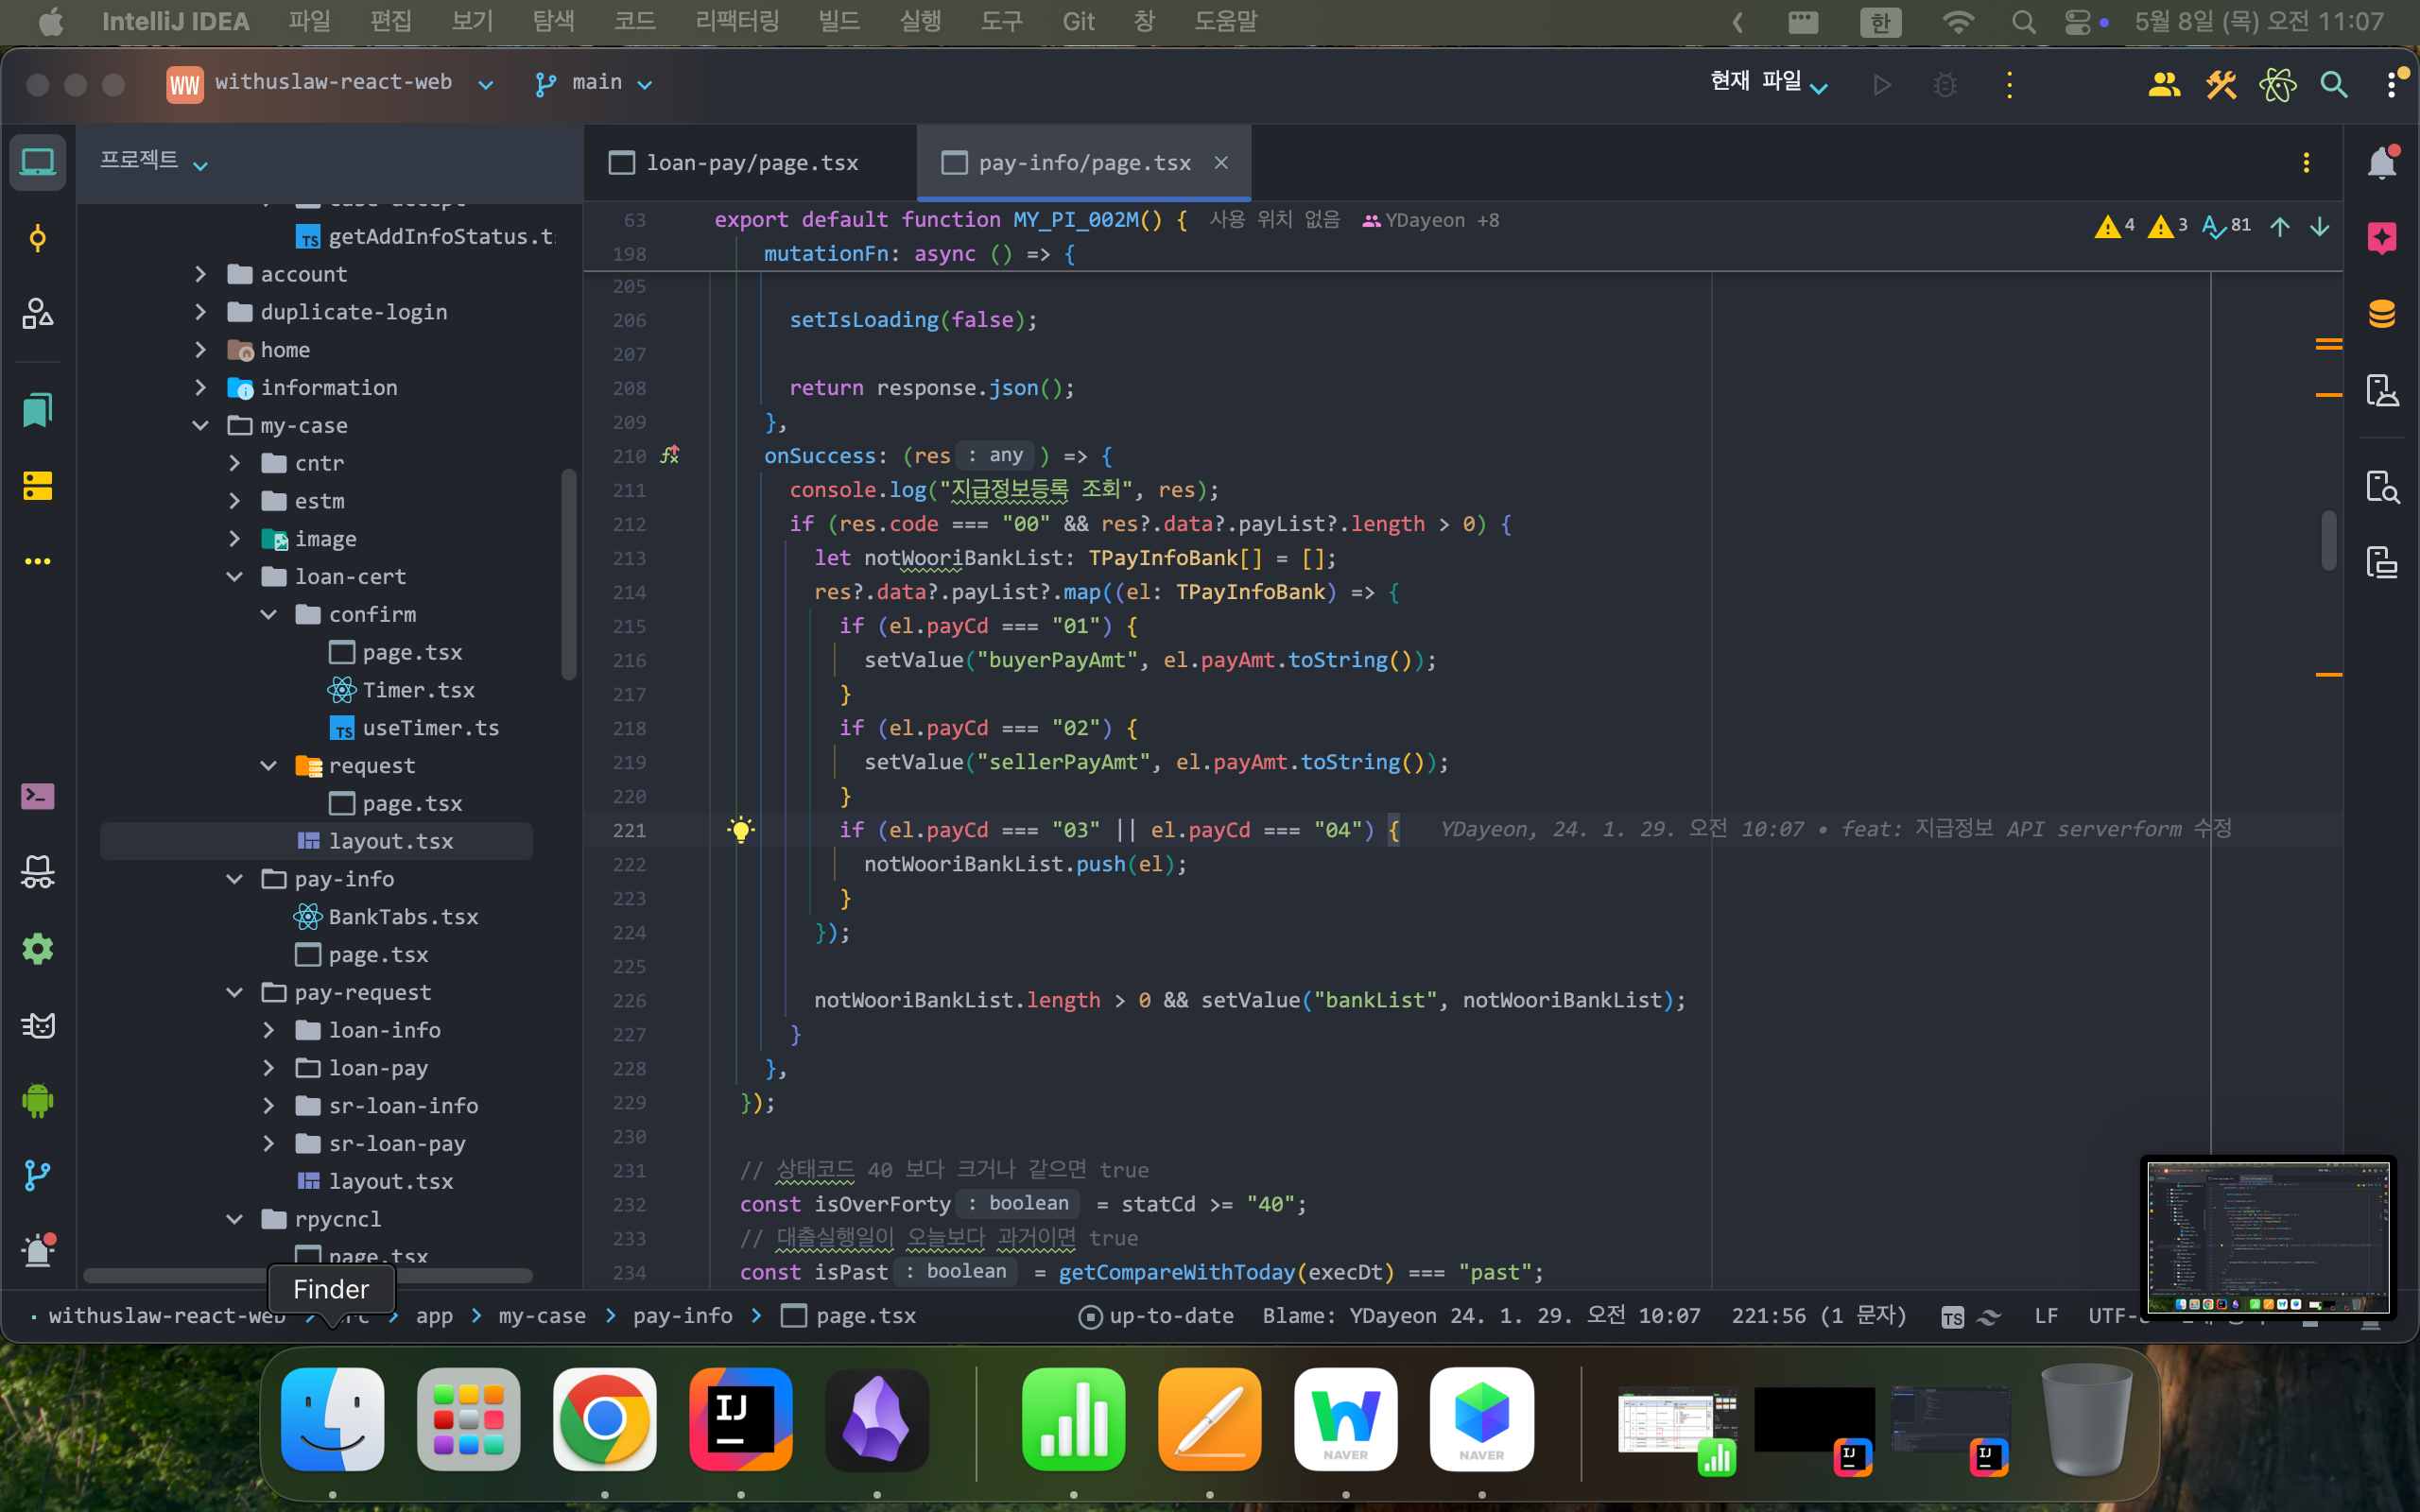 IntelliJ IDEA 파일 편집 보기 탐색 코드 리팩터링 빌드 실행 도구 Git 창 도움말 한 5월 8일 (목) 오전 11:07
WW withuslaw-react-web main 현재 파일
프로젝트
loan-pay/page.tsx pay-info/page.tsx
getAddInfoStatus.t
account
duplicate-login
home
information
my-case
cntr
estm
image
loan-cert
confirm
page.tsx
Timer.tsx
useTimer.ts
request
page.tsx
layout.tsx
pay-info
BankTabs.tsx
page.tsx
pay-request
loan-info
loan-pay
sr-loan-info
sr-loan-pay
layout.tsx
rpycncl
page.tsx
4 3 81
63 export default function MY_PI_002M() { 사용 위치 없음 YDayeon +8
198 mutationFn: async () => {
205
206 setIsLoading(false);
207
208 return response.json();
209 },
210 onSuccess: (res : any ) => {
211 console.log("지급정보등록 조회", res);
212 if (res.code === "00" && res?.data?.payList?.length > 0) {
213 let notWooriBankList: TPayInfoBank[] = [];
214 res?.data?.payList?.map((el: TPayInfoBank) => {
215 if (el.payCd === "01") {
216 setValue("buyerPayAmt", el.payAmt.toString());
217 }
218 if (el.payCd === "02") {
219 setValue("sellerPayAmt", el.payAmt.toString());
220 }
221 if (el.payCd === "03" || el.payCd === "04") { YDayeon, 24. 1. 29. 오전 10:07 • feat: 지급정보 API serverform 수정
222 notWooriBankList.push(el);
223 }
224 });
225
226 notWooriBankList.length > 0 && setValue("bankList", notWooriBankList);
227 }
228 },
229 });
230
231 // 상태코드 40 보다 크거나 같으면 true
232 const isOverForty : boolean = statCd >= "40";
233 // 대출실행일이 오늘보다 과거이면 true
234 const isPast : boolean = getCompareWithToday(execDt) === "past";
Finder
withuslaw-react-web app my-case pay-info page.tsx up-to-date Blame: YDayeon 24. 1. 29. 오전 10:07 221:56 (1 문자) TS LF UTF-
IJ NAVER NAVER IJ IJ